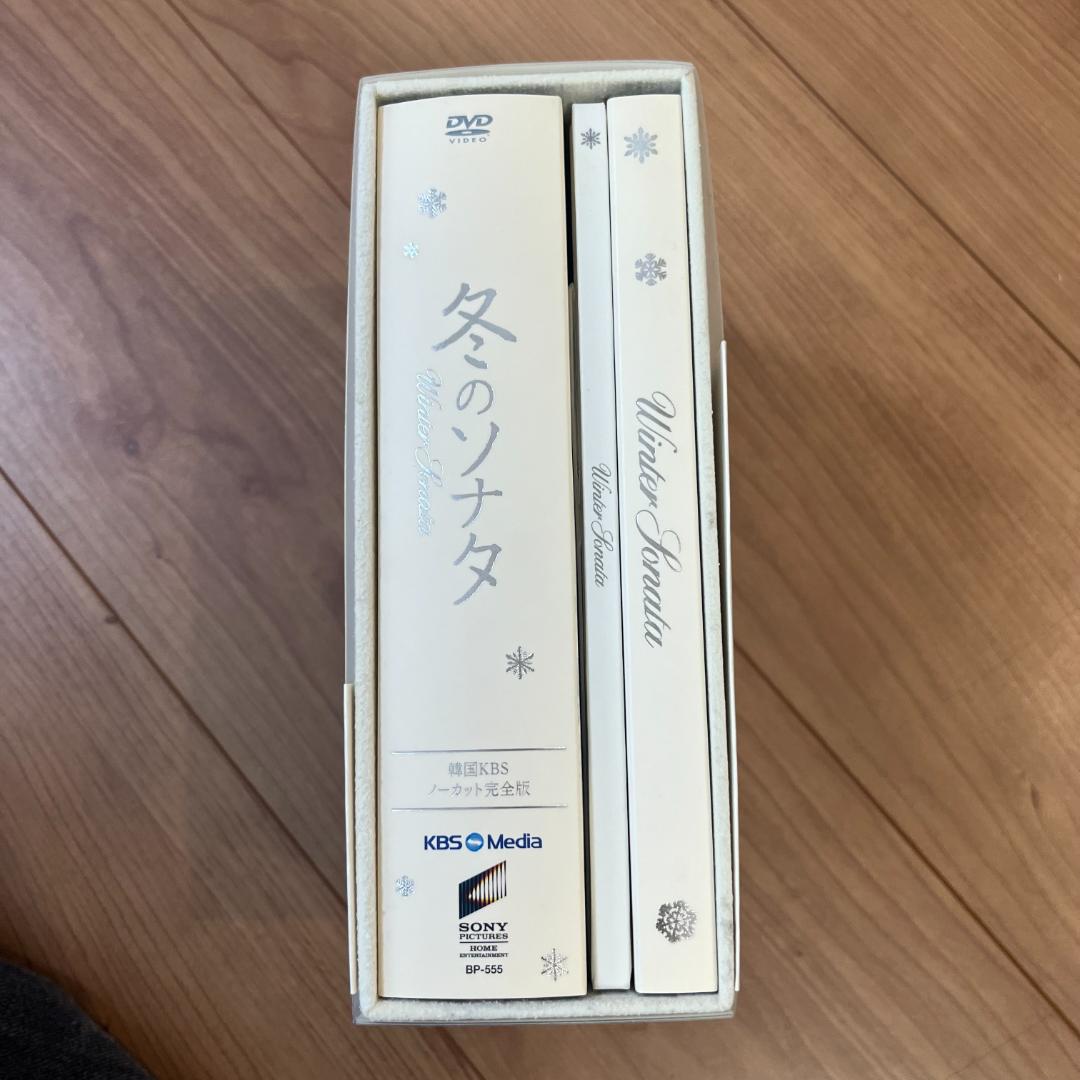 DVD
VIDEO
冬のソナタ
Winter Sonata
韓国KBS
ノーカット完全版
KBS Media
SONY
PICTURES
HOME
ENTERTAINMENT
BP-555
Winter Sonata
Winter Sonata